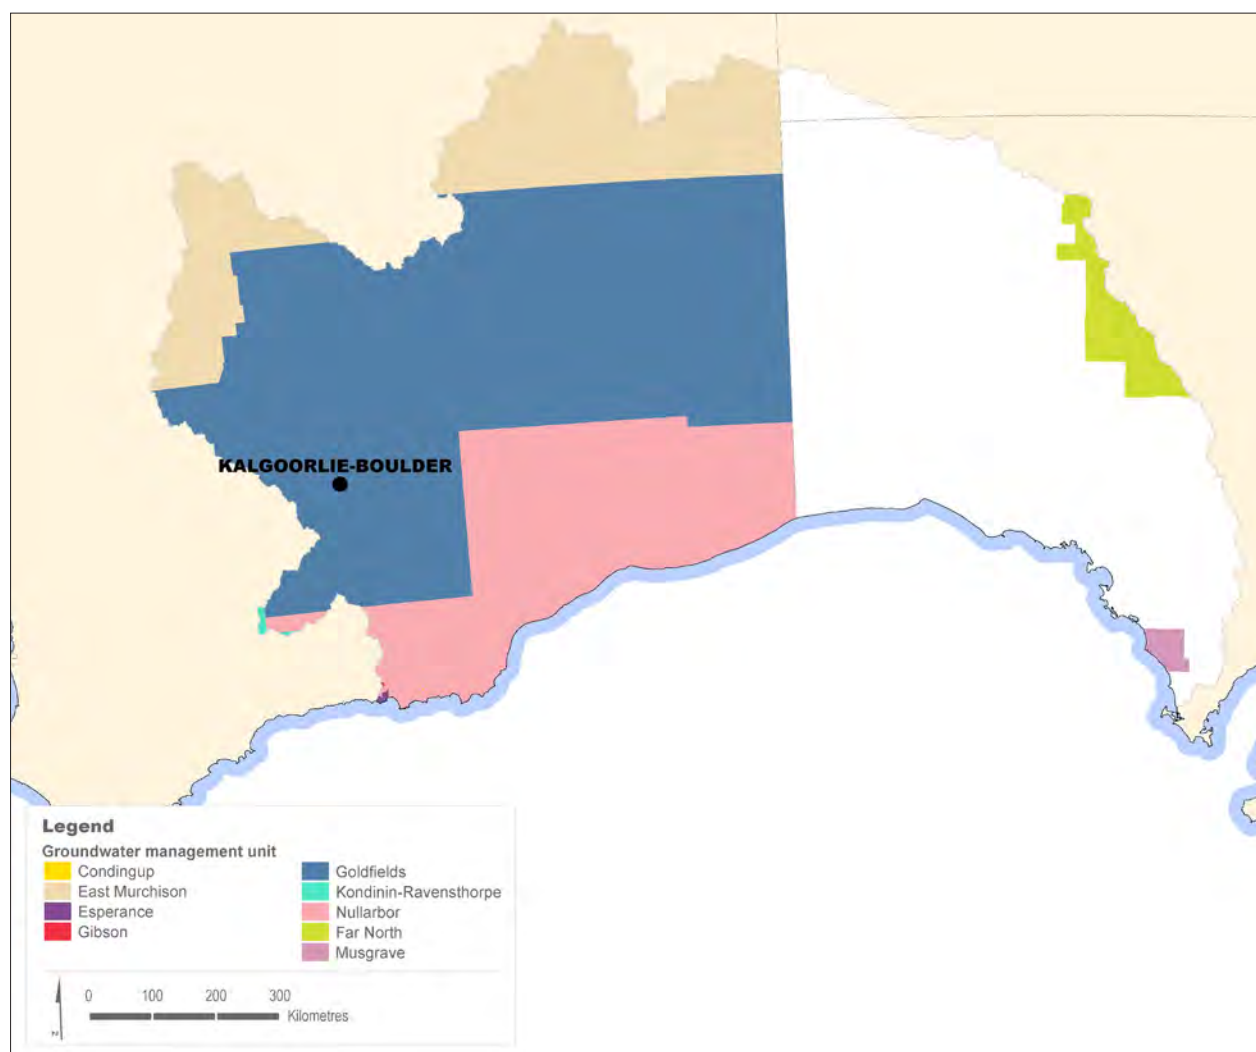 KALGOORLIE-BOULDER
Legend
Groundwater management unit
Condingup
East Murchison
Esperance
Gibson
Goldfields
Kondinin-Ravensthorpe
Nullarbor
Far North
Musgrave
N
0 100 200 300
Kilometres